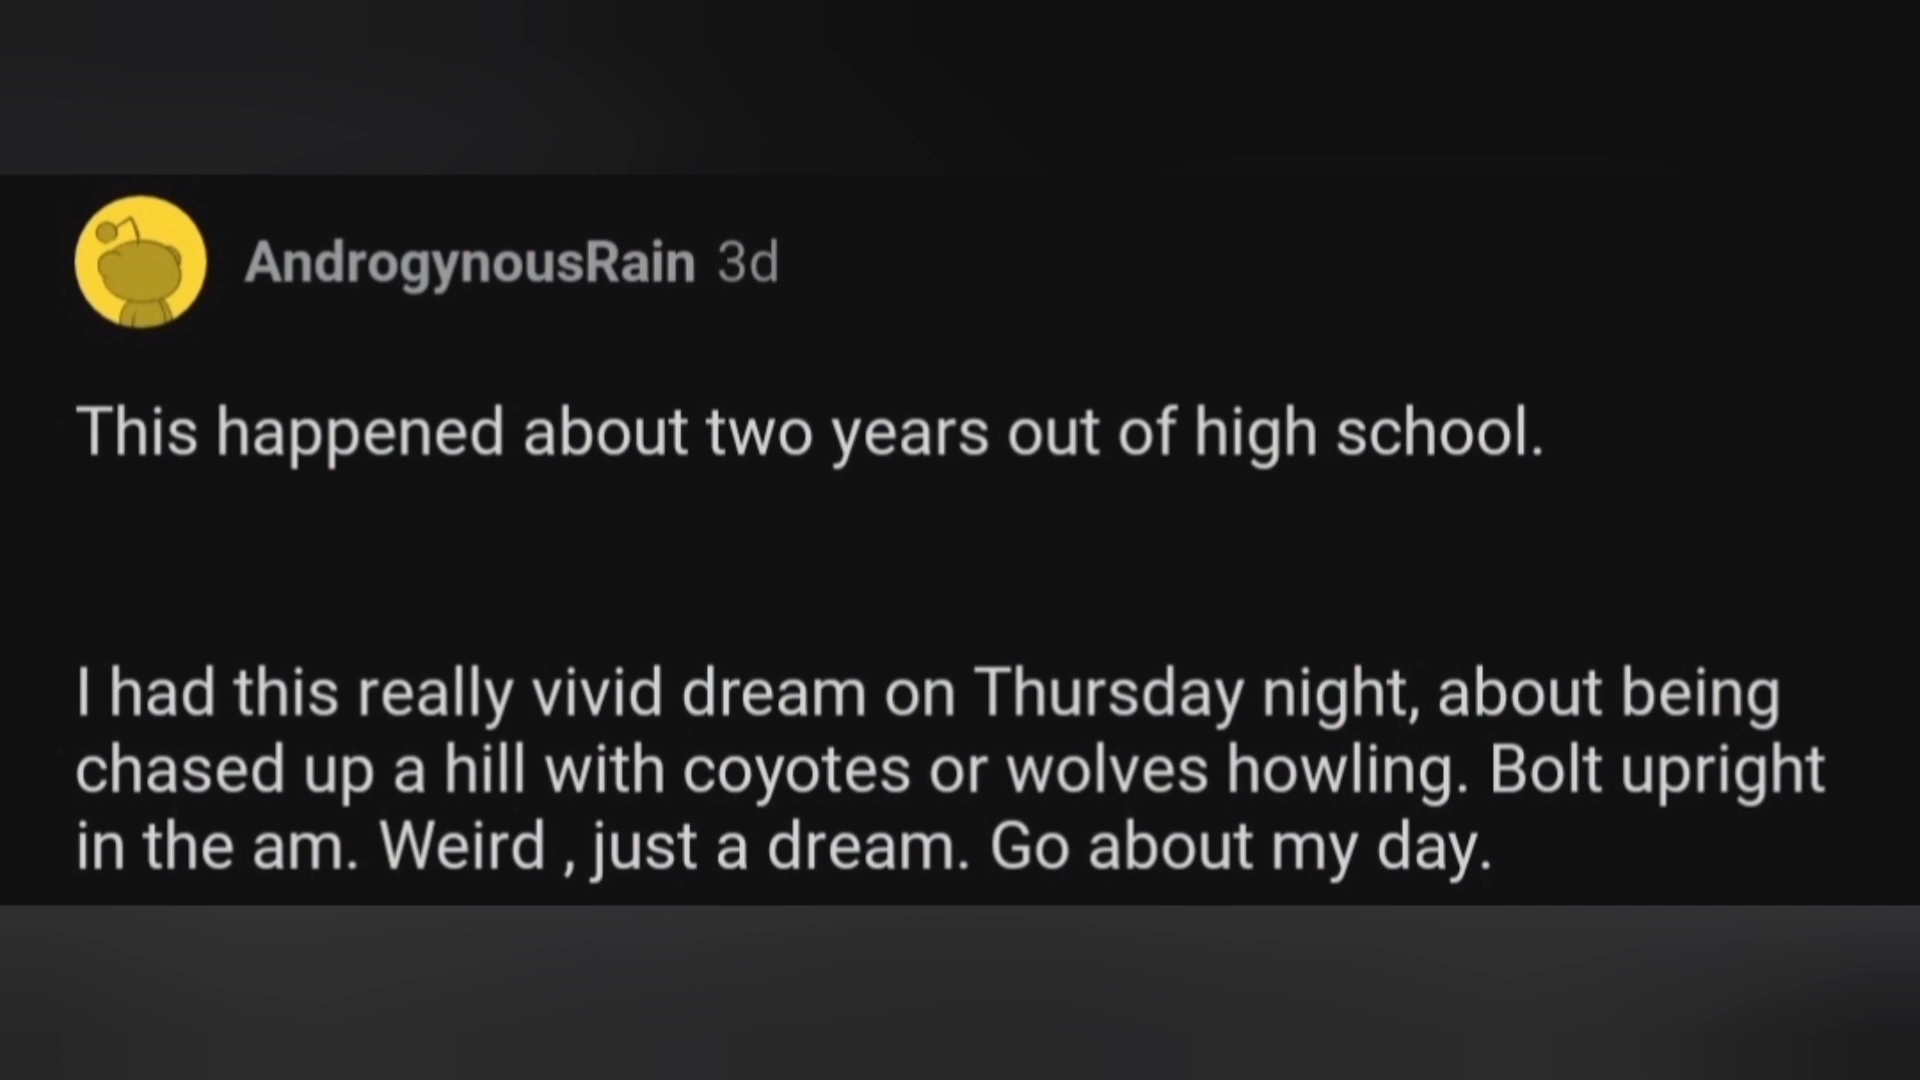 AndrogynousRain 3d
This happened about two years out of high school.
I had this really vivid dream on Thursday night, about being
chased up a hill with coyotes or wolves howling. Bolt upright
in the am. Weird , just a dream. Go about my day.